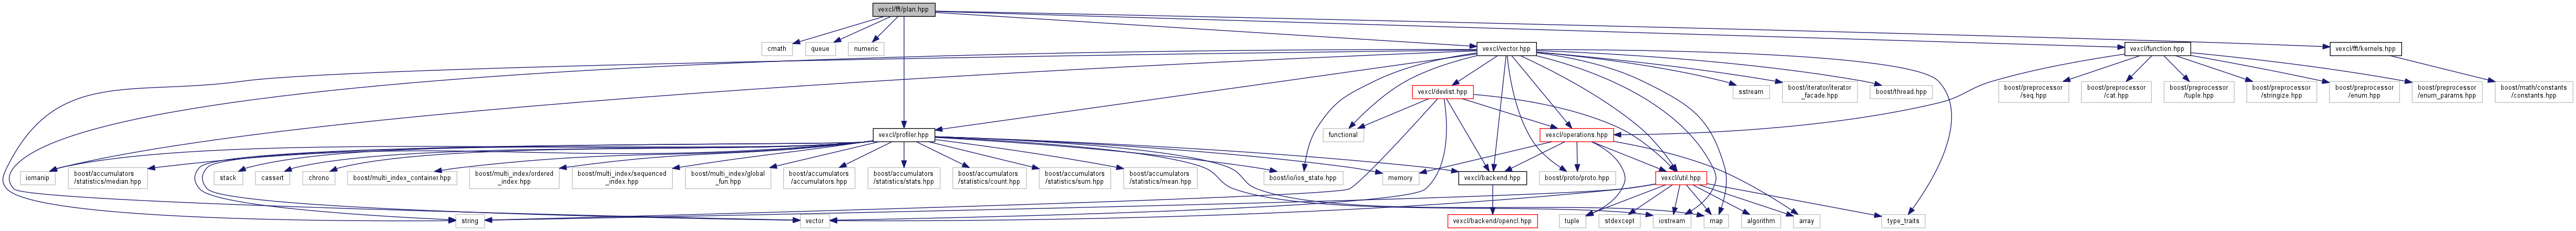 vexcl/fft/plan.hpp
cmath
queue
numeric
vexcl/vector.hpp
vexcl/function.hpp
vexcl/fft/kernels.hpp
vexcl/devlist.hpp
sstream
boost/iterator/iterator
_facade.hpp
boost/thread.hpp
boost/preprocessor
/seq.hpp
boost/preprocessor
/cat.hpp
boost/preprocessor
/tuple.hpp
boost/preprocessor
/stringize.hpp
boost/preprocessor
/enum.hpp
boost/preprocessor
/enum_params.hpp
boost/math/constants
/constants.hpp
vexcl/profiler.hpp
functional
vexcl/operations.hpp
iomanip
boost/accumulators
/statistics/median.hpp
stack
cassert
chrono
boost/multi_index_container.hpp
boost/multi_index/ordered
_index.hpp
boost/multi_index/sequenced
_index.hpp
boost/multi_index/global
_fun.hpp
boost/accumulators
/accumulators.hpp
boost/accumulators
/statistics/stats.hpp
boost/accumulators
/statistics/count.hpp
boost/accumulators
/statistics/sum.hpp
boost/accumulators
/statistics/mean.hpp
boost/io/ios_state.hpp
memory
vexcl/backend.hpp
boost/proto/proto.hpp
vexcl/util.hpp
string
vector
vexcl/backend/opencl.hpp
tuple
stdexcept
iostream
map
algorithm
array
type_traits